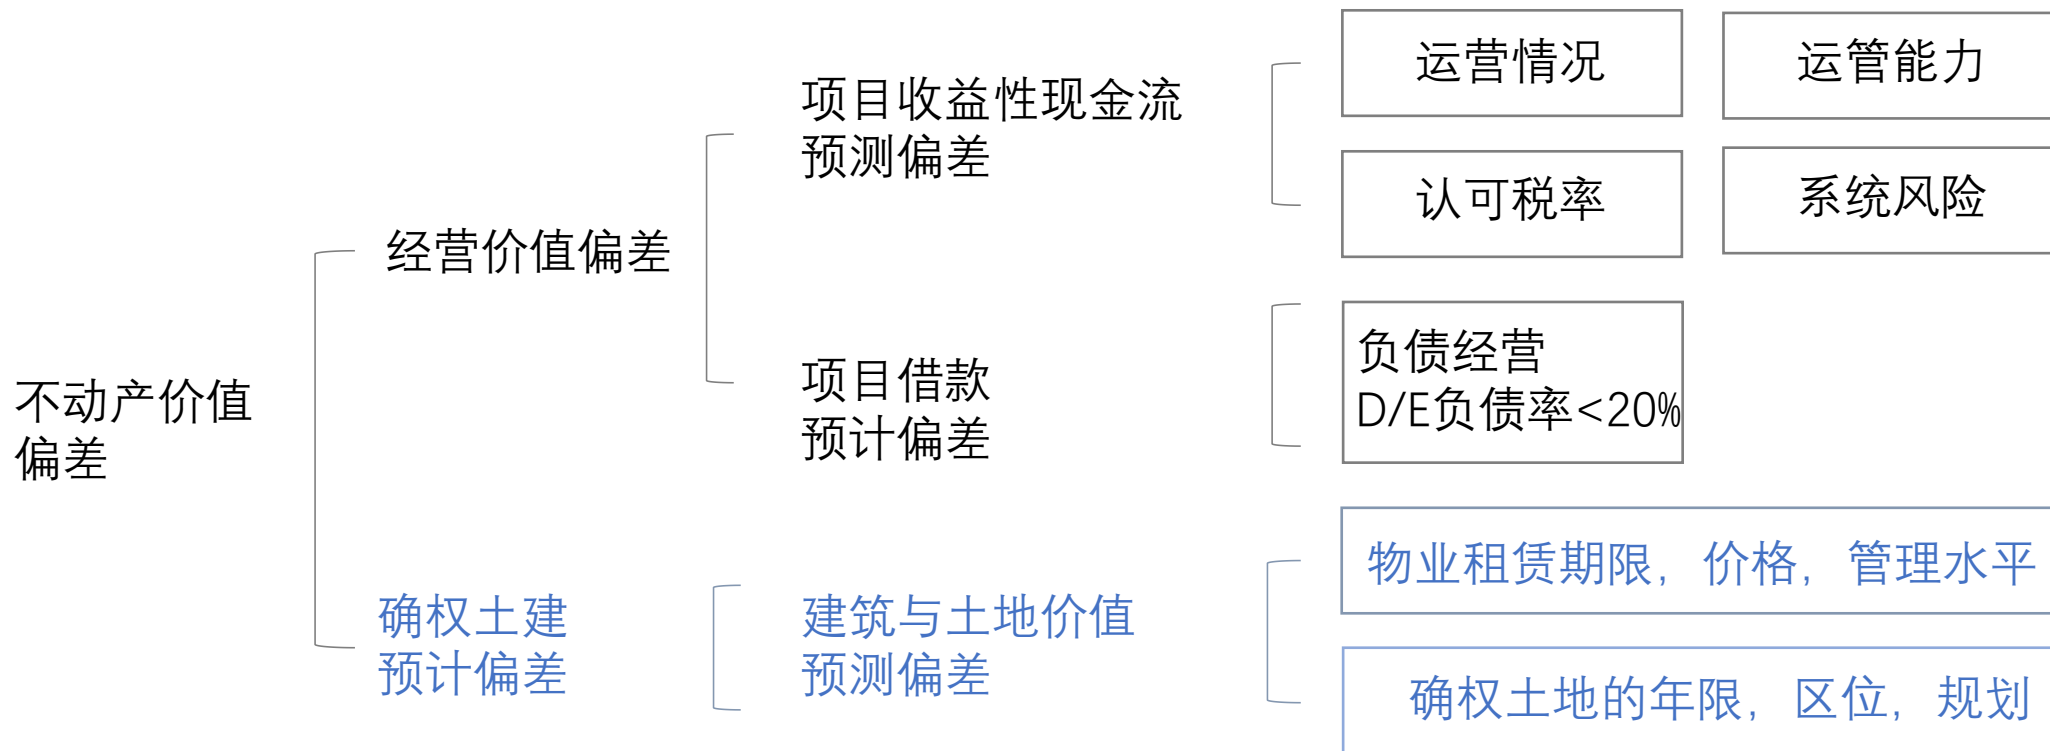 不动产价值
偏差
经营价值偏差
项目收益性现金流
预测偏差
运营情况
运管能力
认可税率
系统风险
项目借款
预计偏差
负债经营
D/E负债率<20%
确权土建
预计偏差
建筑与土地价值
预测偏差
物业租赁期限，价格，管理水平
确权土地的年限，区位，规划